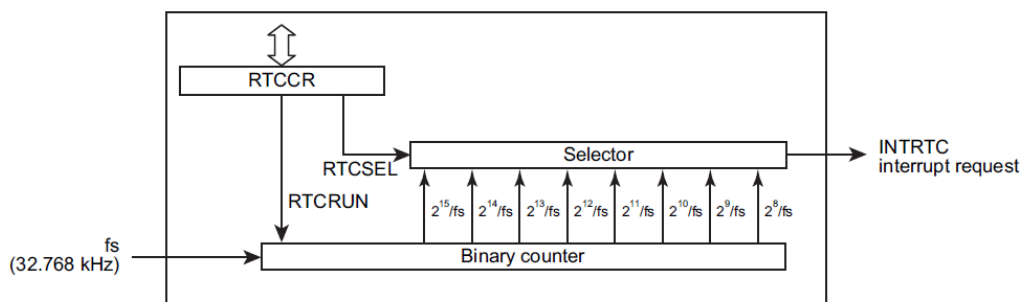 RTCCR
INTRTC
interrupt request
Selector
RTCSEL
RTCRUN
2^15/fs 2^14/fs 2^13/fs 2^12/fs 2^11/fs 2^10/fs 2^9/fs 2^8/fs
fs
(32.768 kHz)
Binary counter